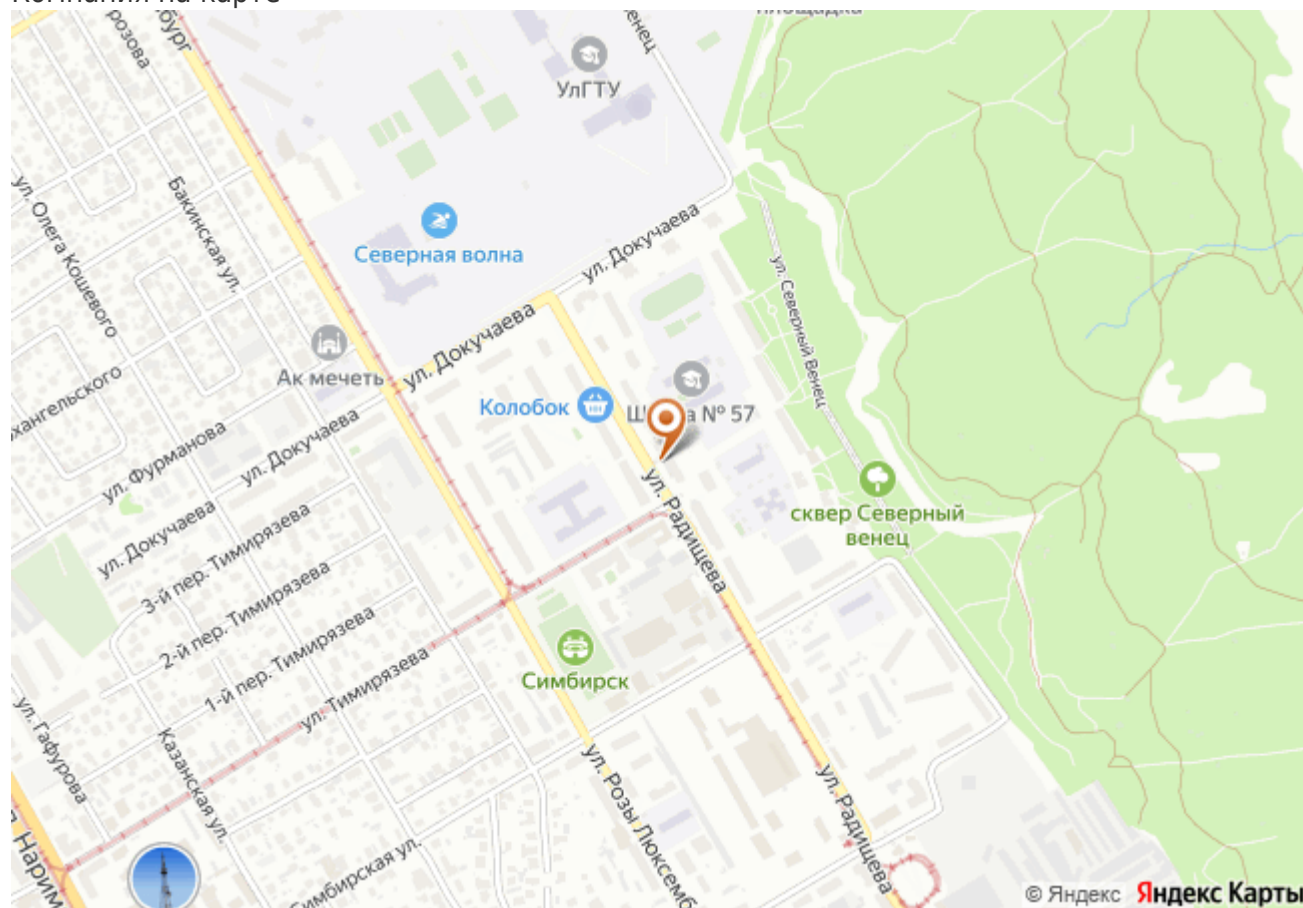 Компания на карте
площадка
бург
розова
венец
УлГТУ
ул. Олега Кошевого
Бакинская ул.
Северная волна
ул. Докучаева
ул. Северный Венец
ул. Докучаева
Ак мечеть
хангельского
Колобок
Ш
а № 57
ул. Фурманова
ул. Докучаева
ул. Радищева
сквер Северный
венец
ул. Докучаева
3-й пер. Тимирязева
2-й пер. Тимирязева
1-й пер. Тимирязева
ул. Тимирязева
Симбирск
ул. Гафурова
Казанская ул.
ул. Розы Люксемб
ул. Радищева
Нарим
имбирская ул.
© Яндекс Яндекс Карты